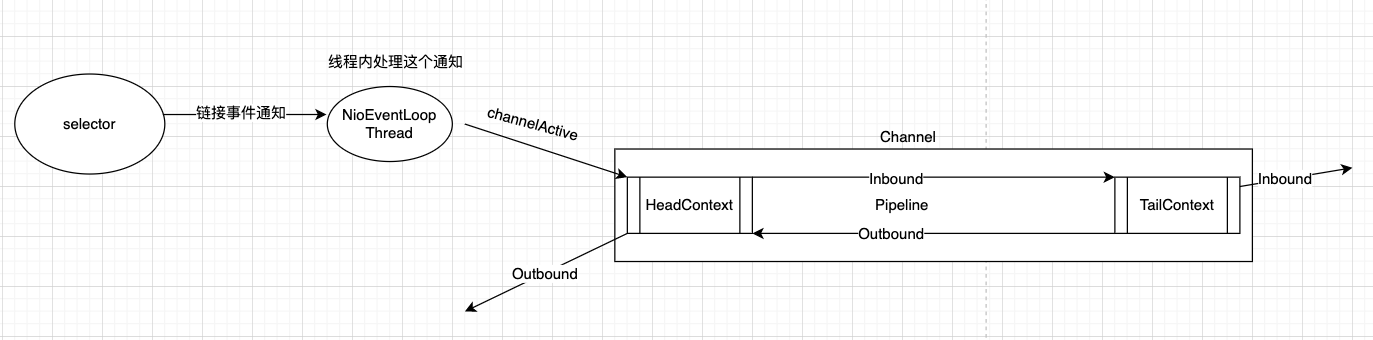 线程内处理这个通知
selector
链接事件通知
NioEventLoop
Thread
channelActive
Channel
Inbound
HeadContext
Pipeline
TailContext
Inbound
Outbound
Outbound